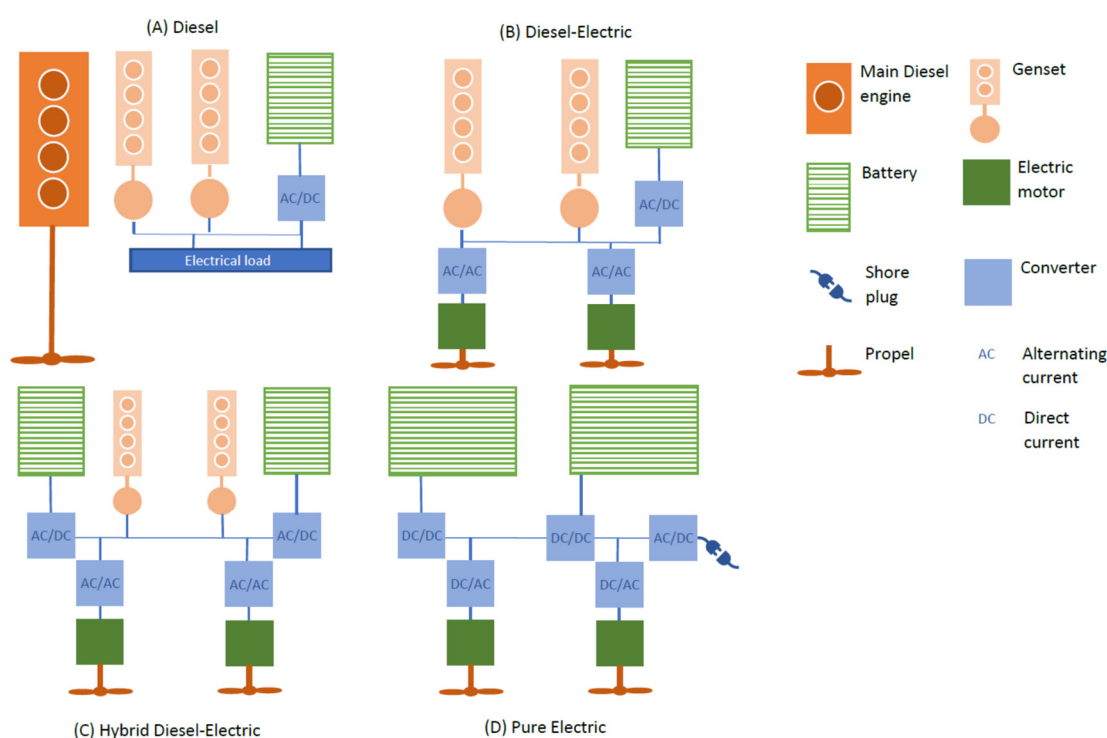 (A) Diesel
AC/DC
Electrical load
(B) Diesel-Electric
AC/DC
AC/AC
AC/AC
Main Diesel
engine
Genset
Battery
Electric
motor
Shore
plug
Converter
Propel
AC
Alternating
current
DC
Direct
current
AC/DC
AC/DC
AC/AC
AC/AC
(C) Hybrid Diesel-Electric
DC/DC
DC/DC
AC/DC
DC/AC
DC/AC
(D) Pure Electric